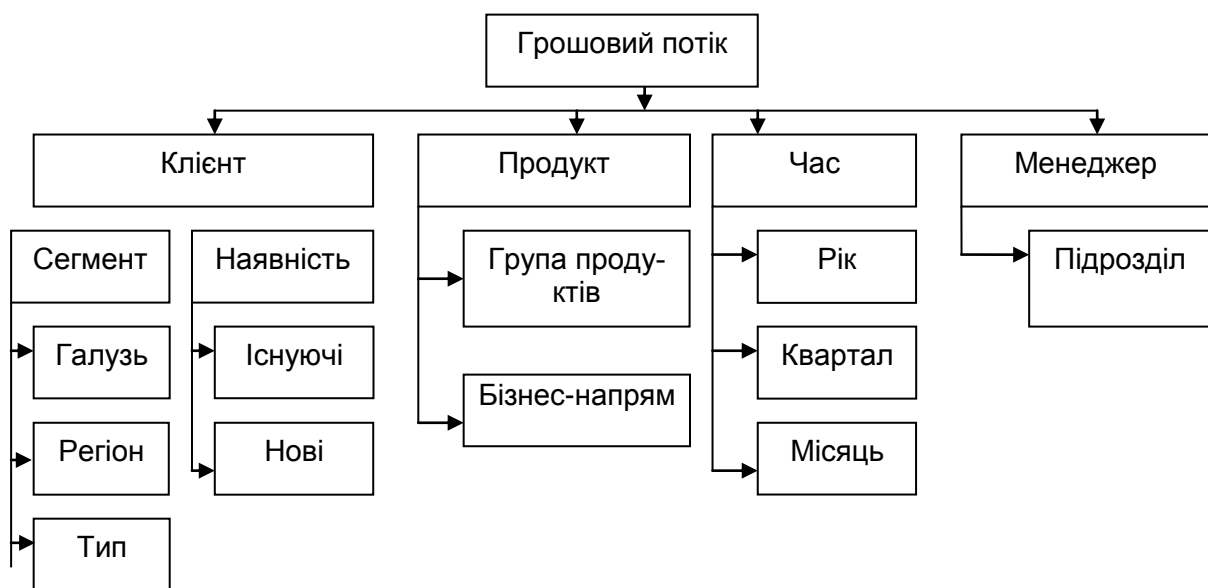 Грошовий потік
Клієнт
Продукт
Час
Менеджер
Сегмент
Наявність
Група проду-
ктів
Рік
Підрозділ
Галузь
Існуючі
Бізнес-напрям
Квартал
Регіон
Нові
Місяць
Тип